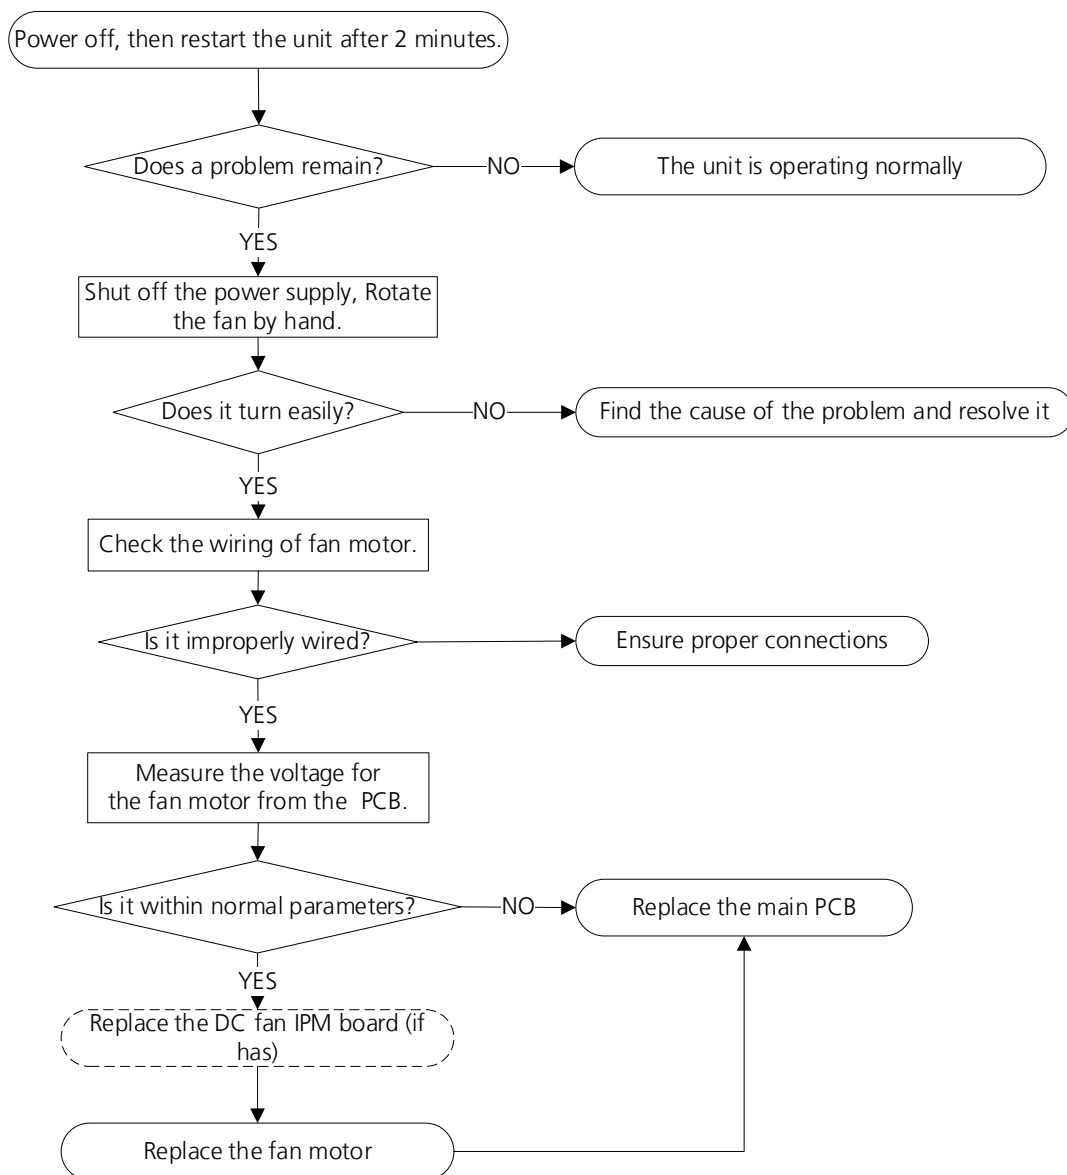 Power off, then restart the unit after 2 minutes.
Does a problem remain?
NO
The unit is operating normally
YES
Shut off the power supply, Rotate
the fan by hand.
Does it turn easily?
NO
Find the cause of the problem and resolve it
YES
Check the wiring of fan motor.
Is it improperly wired?
Ensure proper connections
YES
Measure the voltage for
the fan motor from the PCB.
Is it within normal parameters?
NO
Replace the main PCB
YES
Replace the DC fan IPM board (if
has)
Replace the fan motor